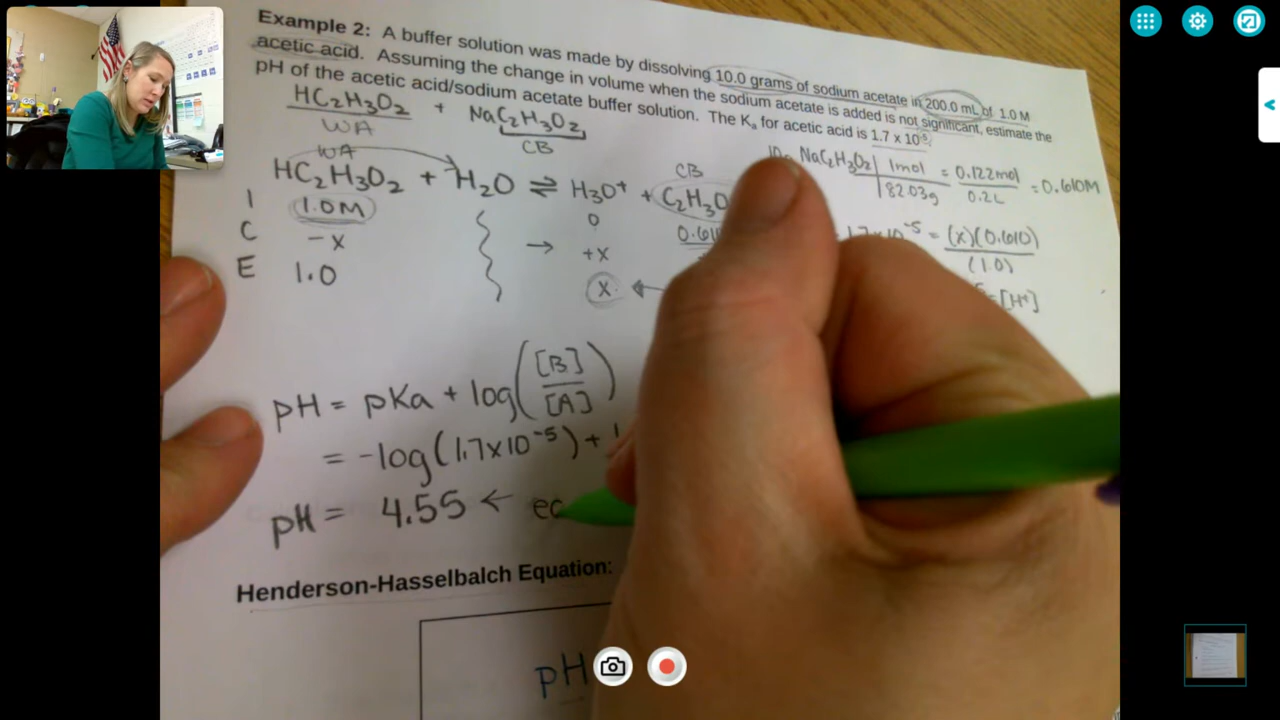 Example 2: A buffer solution was made by dissolving 10.0 grams of sodium acetate in 200.0 mL of 1.0 M
acetic acid. Assuming the change in volume when the sodium acetate is added is not significant, estimate the
pH of the acetic acid/sodium acetate buffer solution. The Ka for acetic acid is 1.7 x 10-5.
HC2H3O2 + NaC2H3O2
WA CB
WA CB
HC2H3O2 + H2O ⇌ H3O+ + C2H3O
I 1.0M 0 0.610
C -x → +x
E 1.0 x ←
NaC2H3O2 | 1mol = 0.122mol = 0.610M
82.03g 0.2L
10-5 = (x)(0.610)
(1.0)
=[H+]
pH = pKa + log([B]/[A])
= -log(1.7x10-5) +
pH = 4.55 ←
Henderson-Hasselbalch Equation:
pH